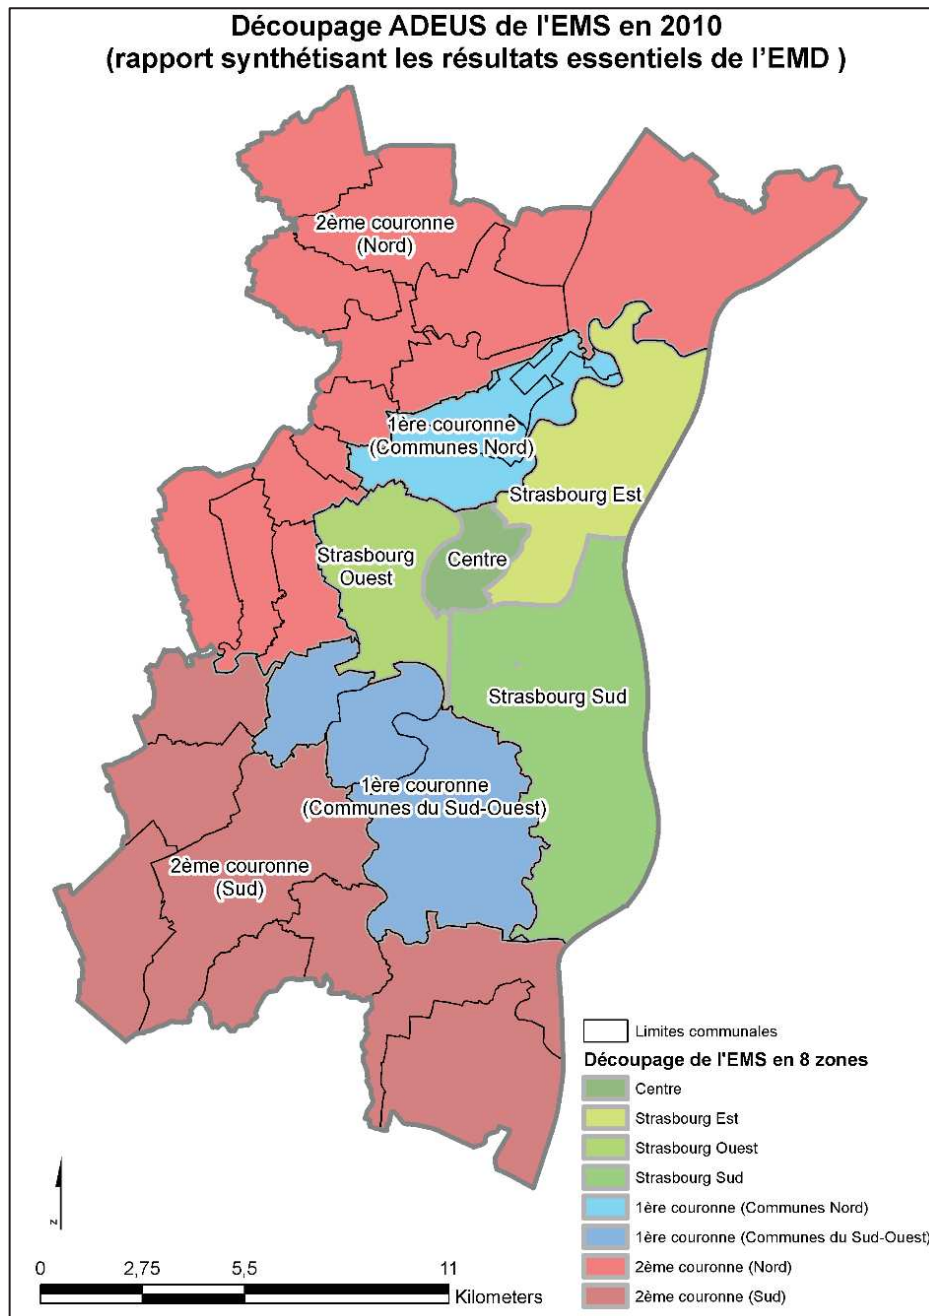 Découpage ADEUS de l'EMS en 2010
(rapport synthétisant les résultats essentiels de l’EMD )
2ème couronne
(Nord)
1ère couronne
(Communes Nord)
Strasbourg Est
Strasbourg
Ouest
Centre
Strasbourg Sud
1ère couronne
(Communes du Sud-Ouest)
2ème couronne
(Sud)
Limites communales
Découpage de l'EMS en 8 zones
Centre
Strasbourg Est
Strasbourg Ouest
Strasbourg Sud
1ère couronne (Communes Nord)
1ère couronne (Communes du Sud-Ouest)
2ème couronne (Nord)
2ème couronne (Sud)
N
0 2,75 5,5 11
Kilometers